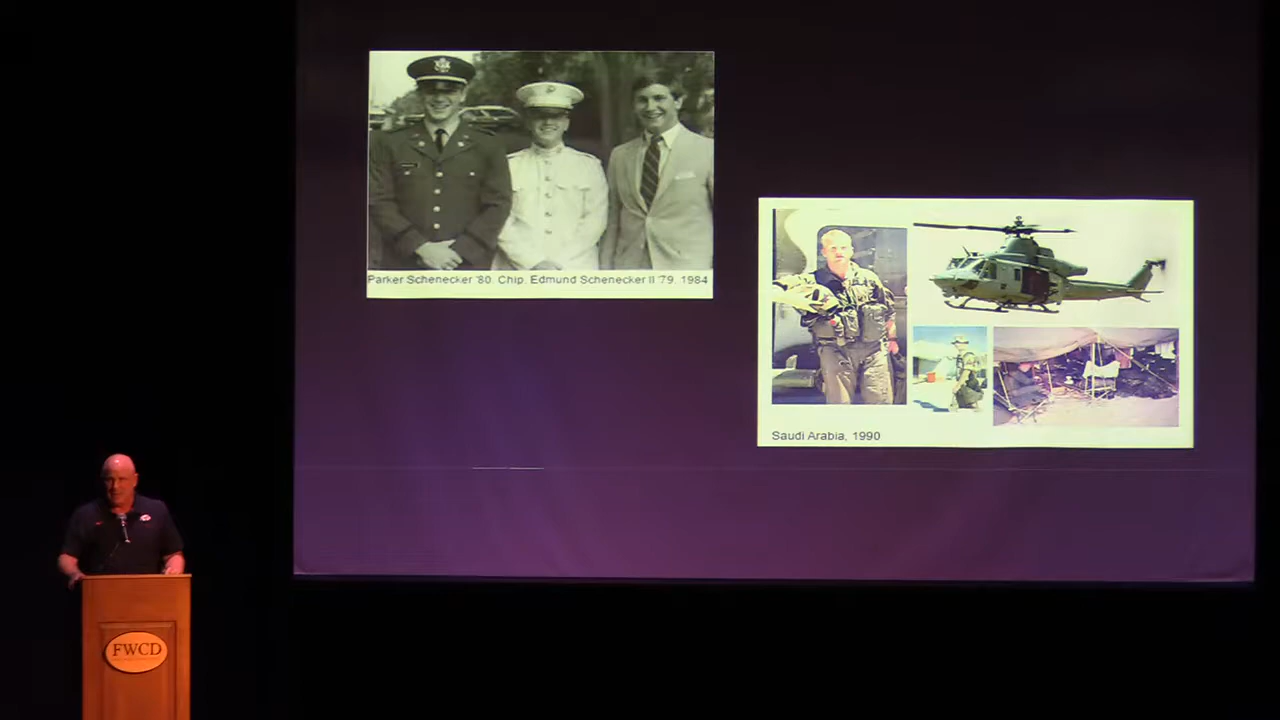 Parker Schenecker '80. Chip. Edmund Schenecker II '79. 1984
Saudi Arabia, 1990
FWCD